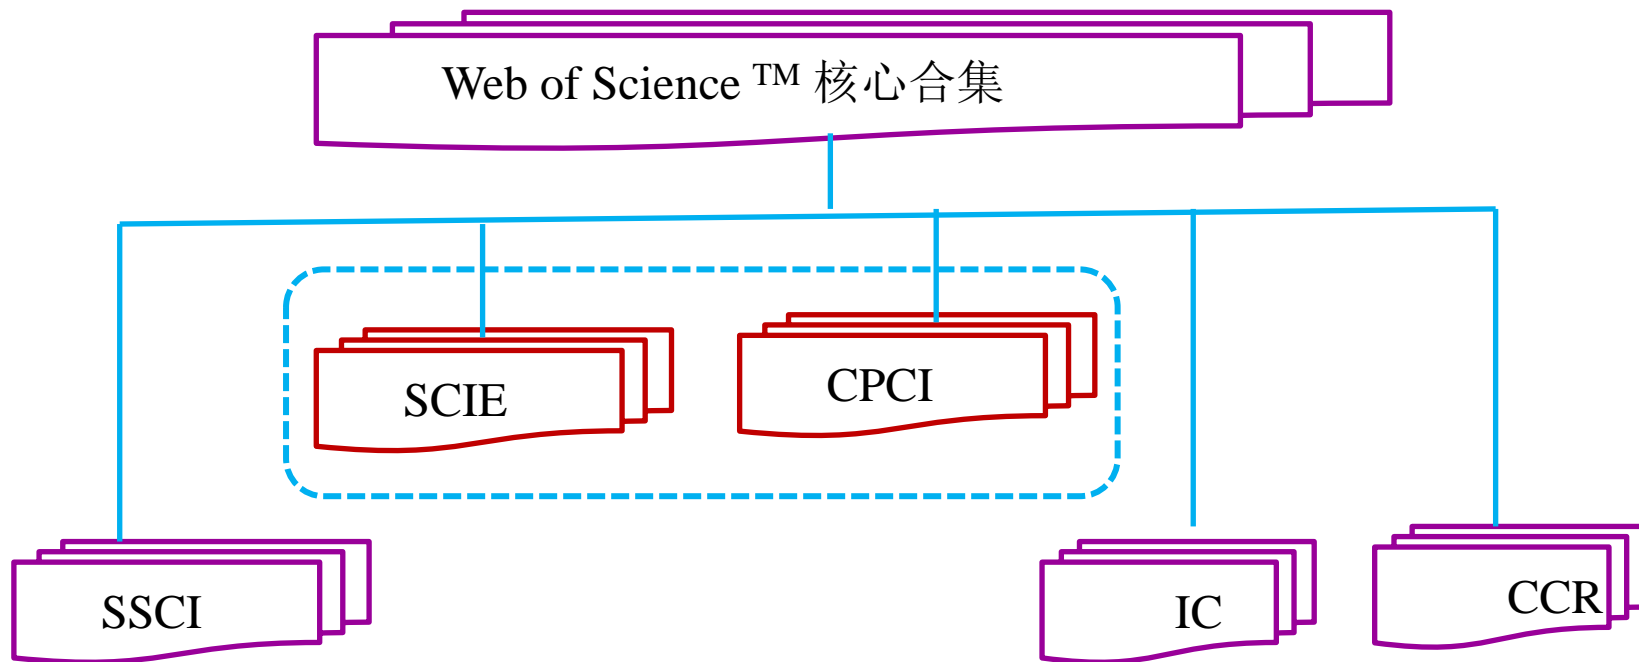 Web of Science ™ 核心合集
SCIE
CPCI
SSCI
IC
CCR